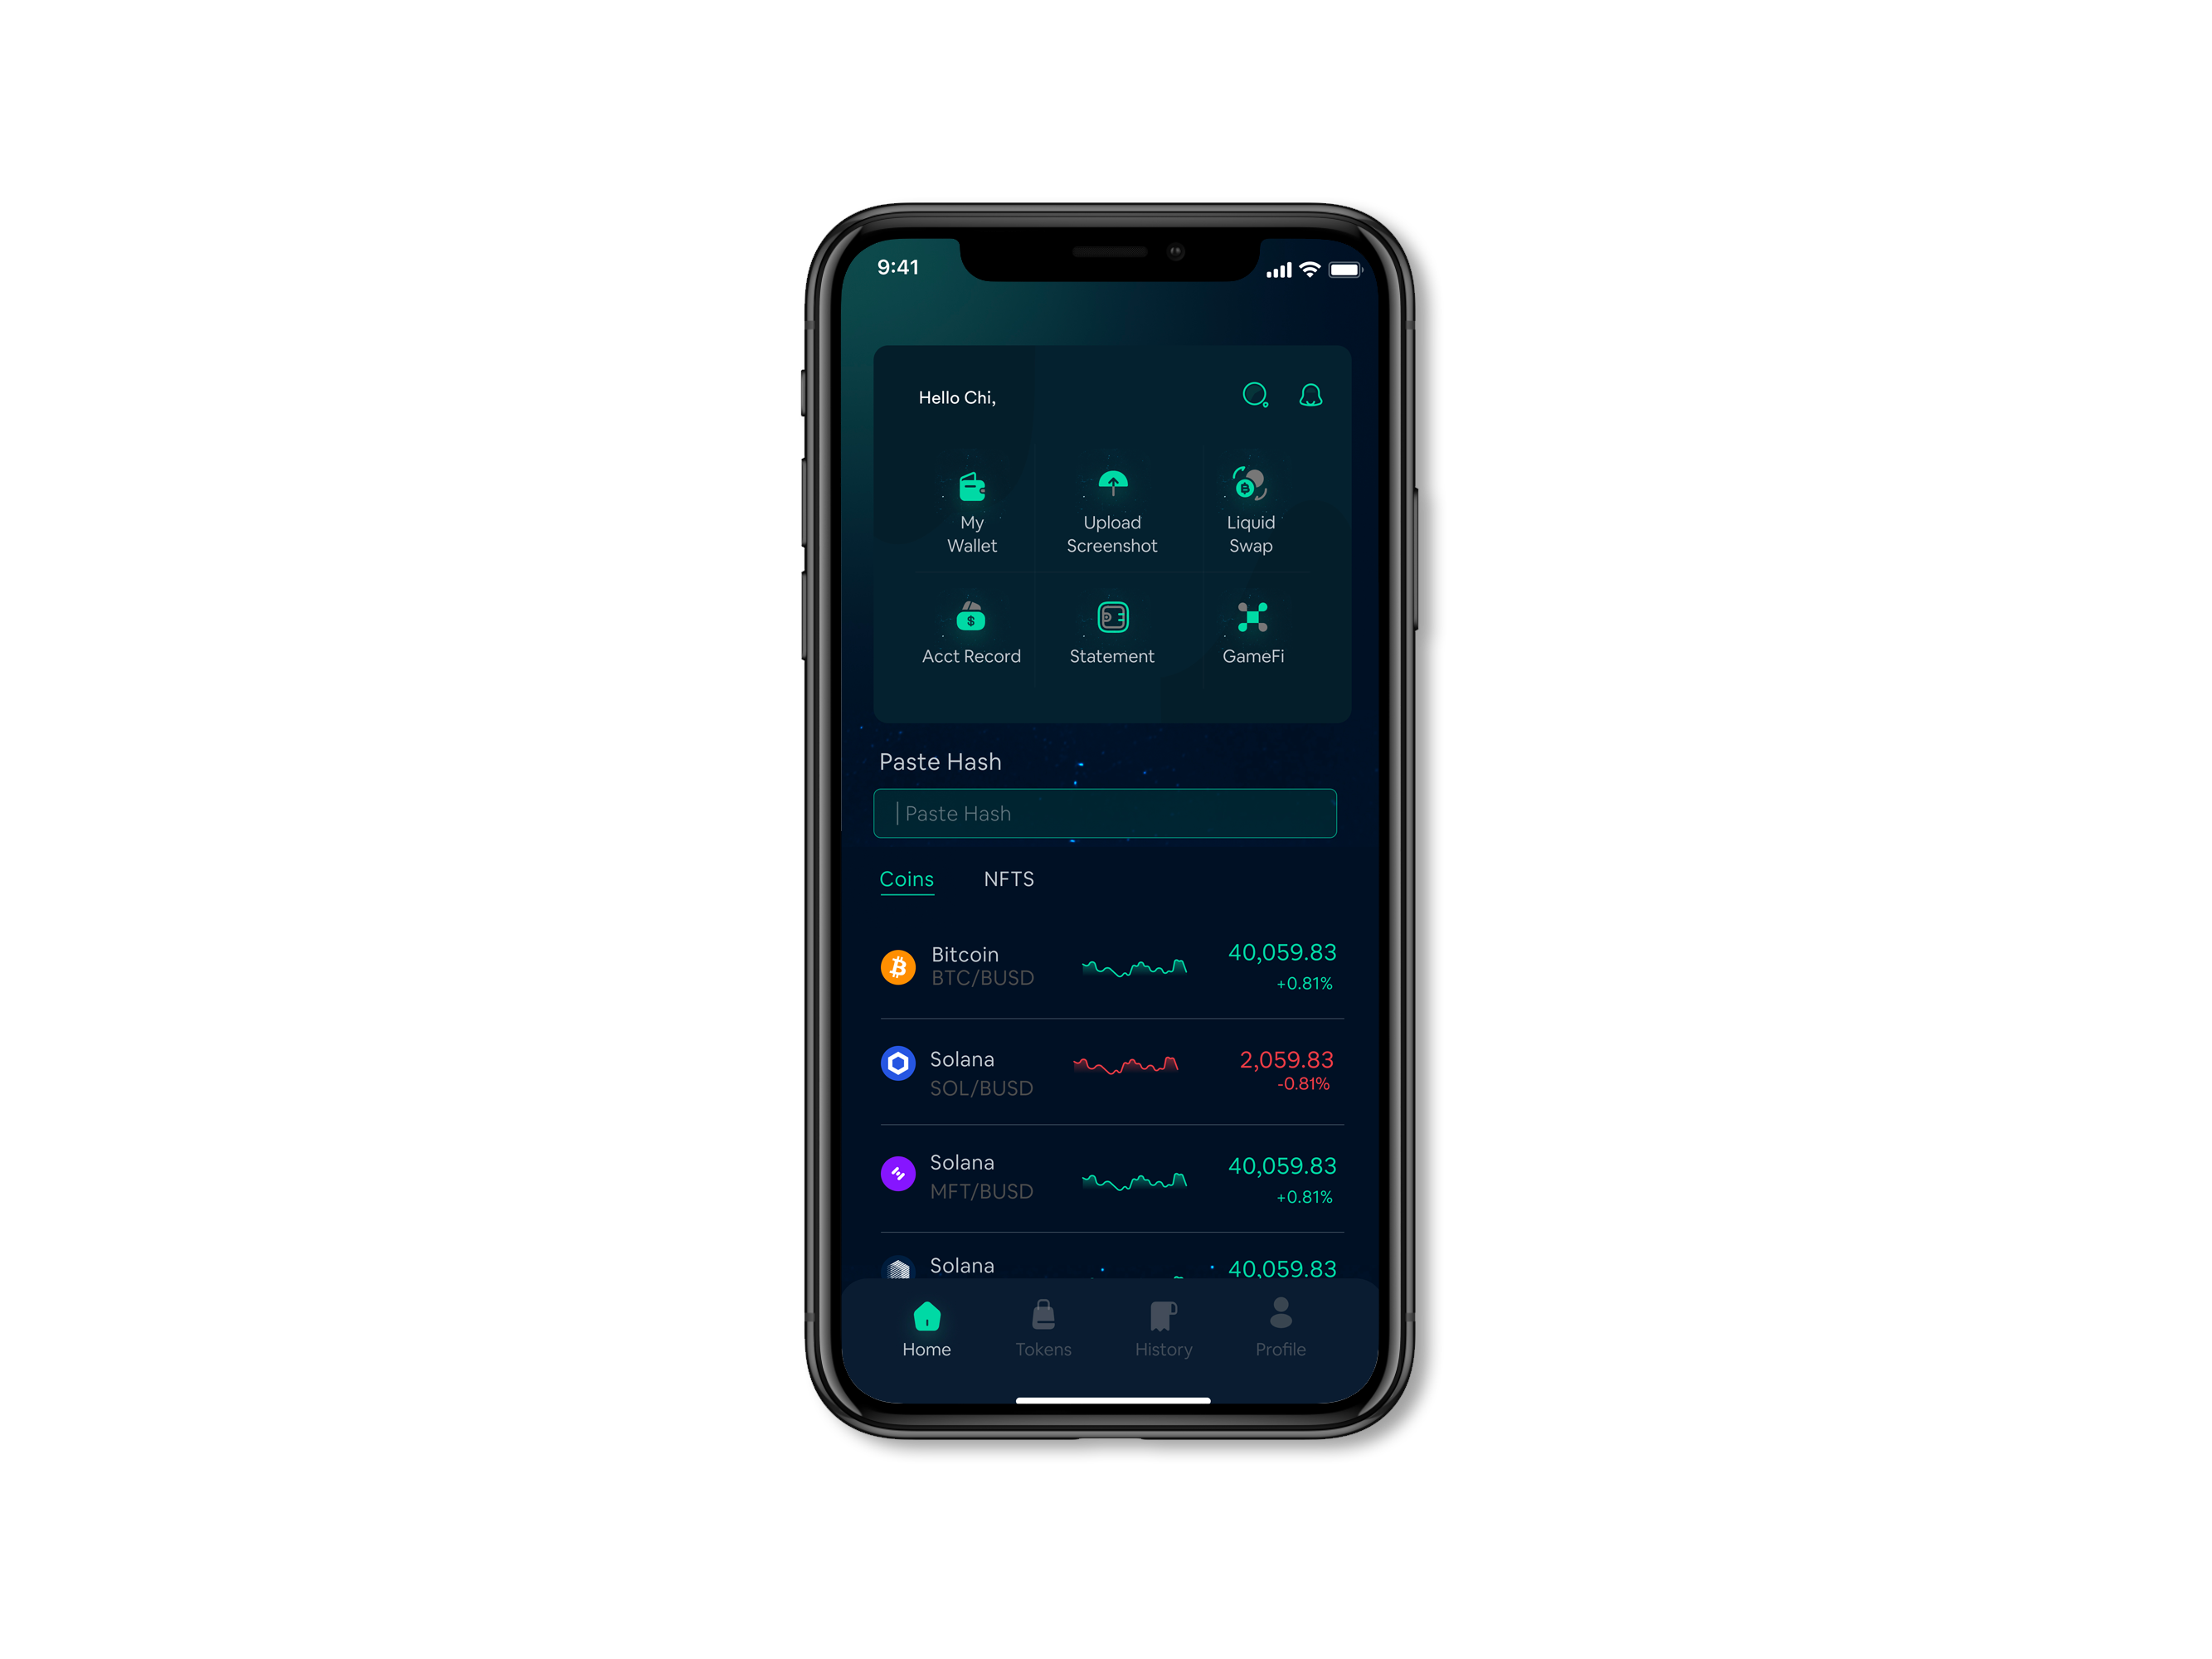 9:41
Hello Chi,
My
Wallet
Upload
Screenshot
Liquid
Swap
Acct Record
Statement
GameFi
Paste Hash
Paste Hash
Coins
NFTS
Bitcoin
BTC/BUSD
40,059.83
+0.81%
Solana
SOL/BUSD
2,059.83
-0.81%
Solana
MFT/BUSD
40,059.83
+0.81%
Solana
40,059.83
Home
Tokens
History
Profile